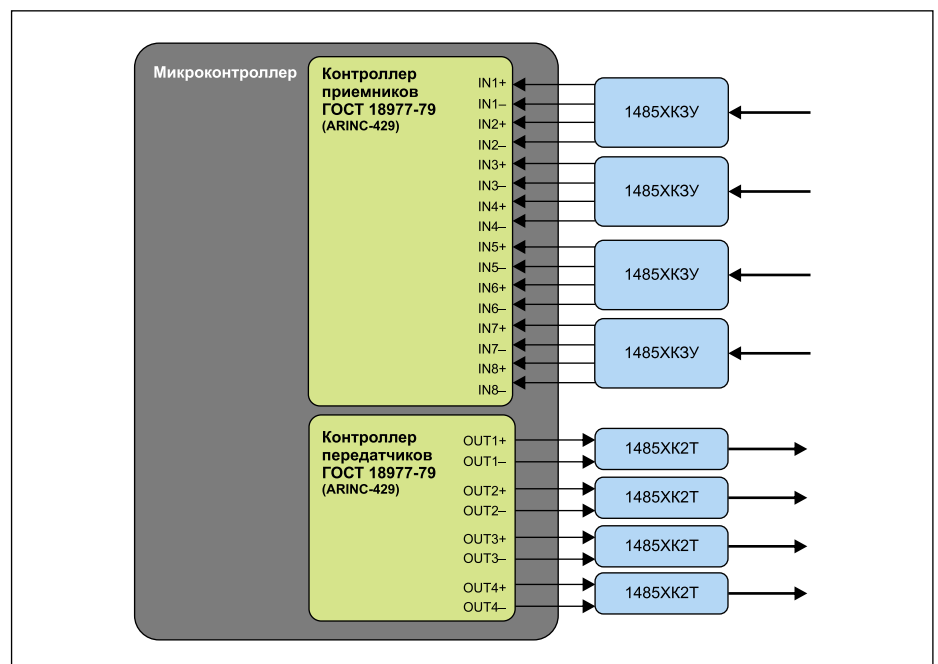 Микроконтроллер
Контроллер
приемников
ГОСТ 18977-79
(ARINC-429)
IN1+
IN1–
IN2+
IN2–
IN3+
IN3–
IN4+
IN4–
IN5+
IN5–
IN6+
IN6–
IN7+
IN7–
IN8+
IN8–
1485ХК3У
1485ХК3У
1485ХК3У
1485ХК3У
Контроллер
передатчиков
ГОСТ 18977-79
(ARINC-429)
OUT1+
OUT1–
OUT2+
OUT2–
OUT3+
OUT3–
OUT4+
OUT4–
1485ХК2Т
1485ХК2Т
1485ХК2Т
1485ХК2Т